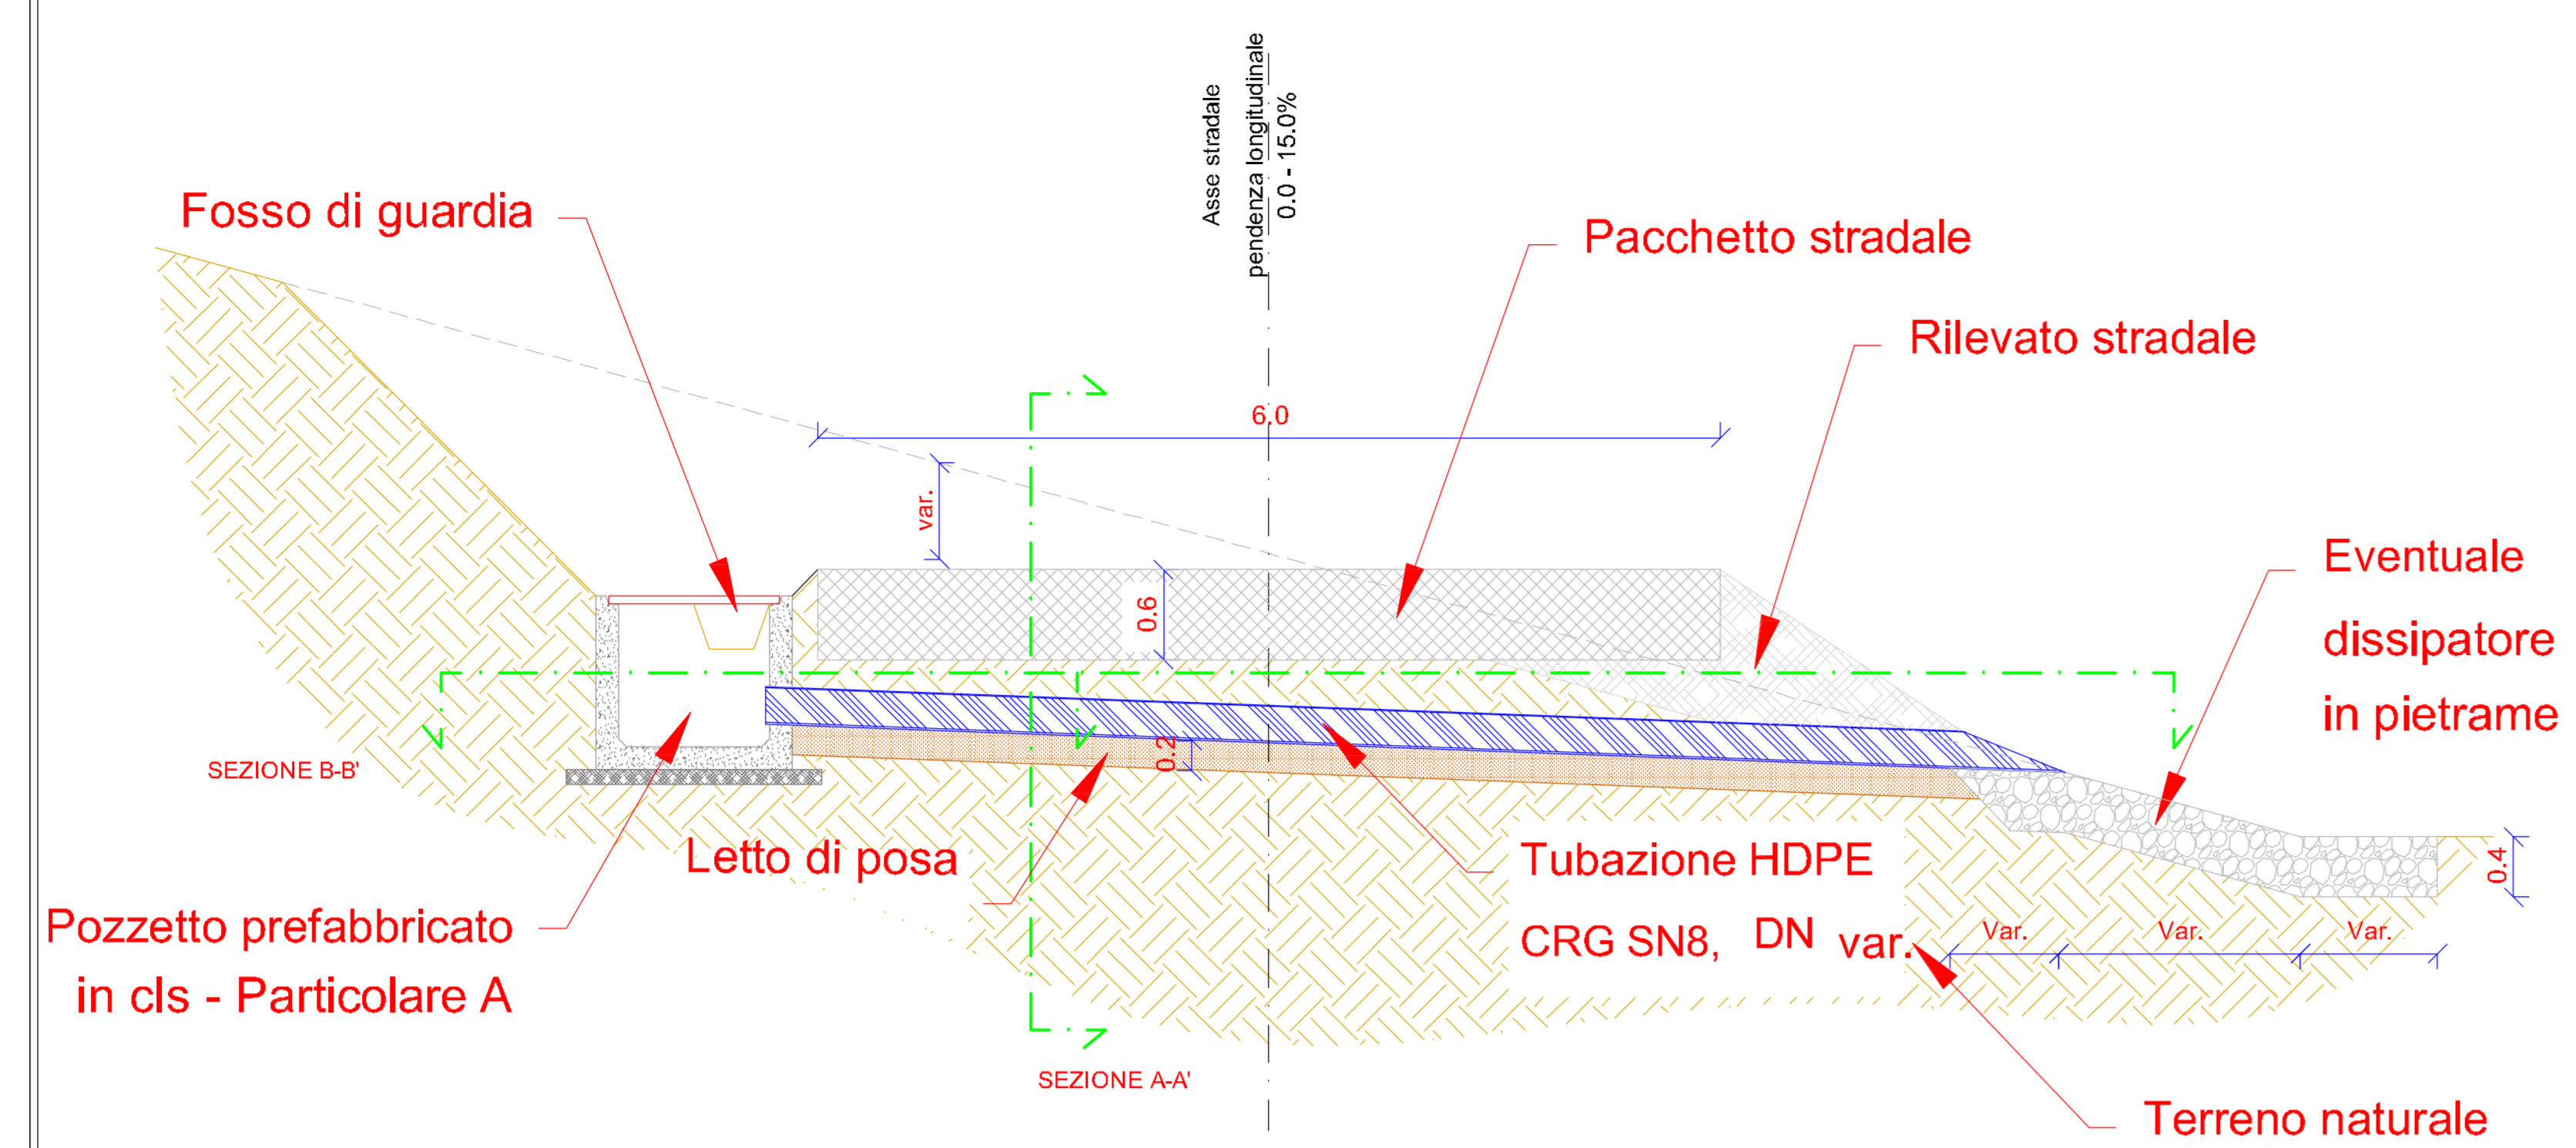 Asse stradale
pendenza longitudinale
0.0 - 15.0%
Fosso di guardia
Pacchetto stradale
Rilevato stradale
6.0
var.
0.6
Eventuale
dissipatore
in pietrame
0.2
SEZIONE B-B'
Letto di posa
Tubazione HDPE
CRG SN8, DN var.
0.4
Pozzetto prefabbricato
in cls - Particolare A
Var.
Var.
Var.
SEZIONE A-A'
Terreno naturale